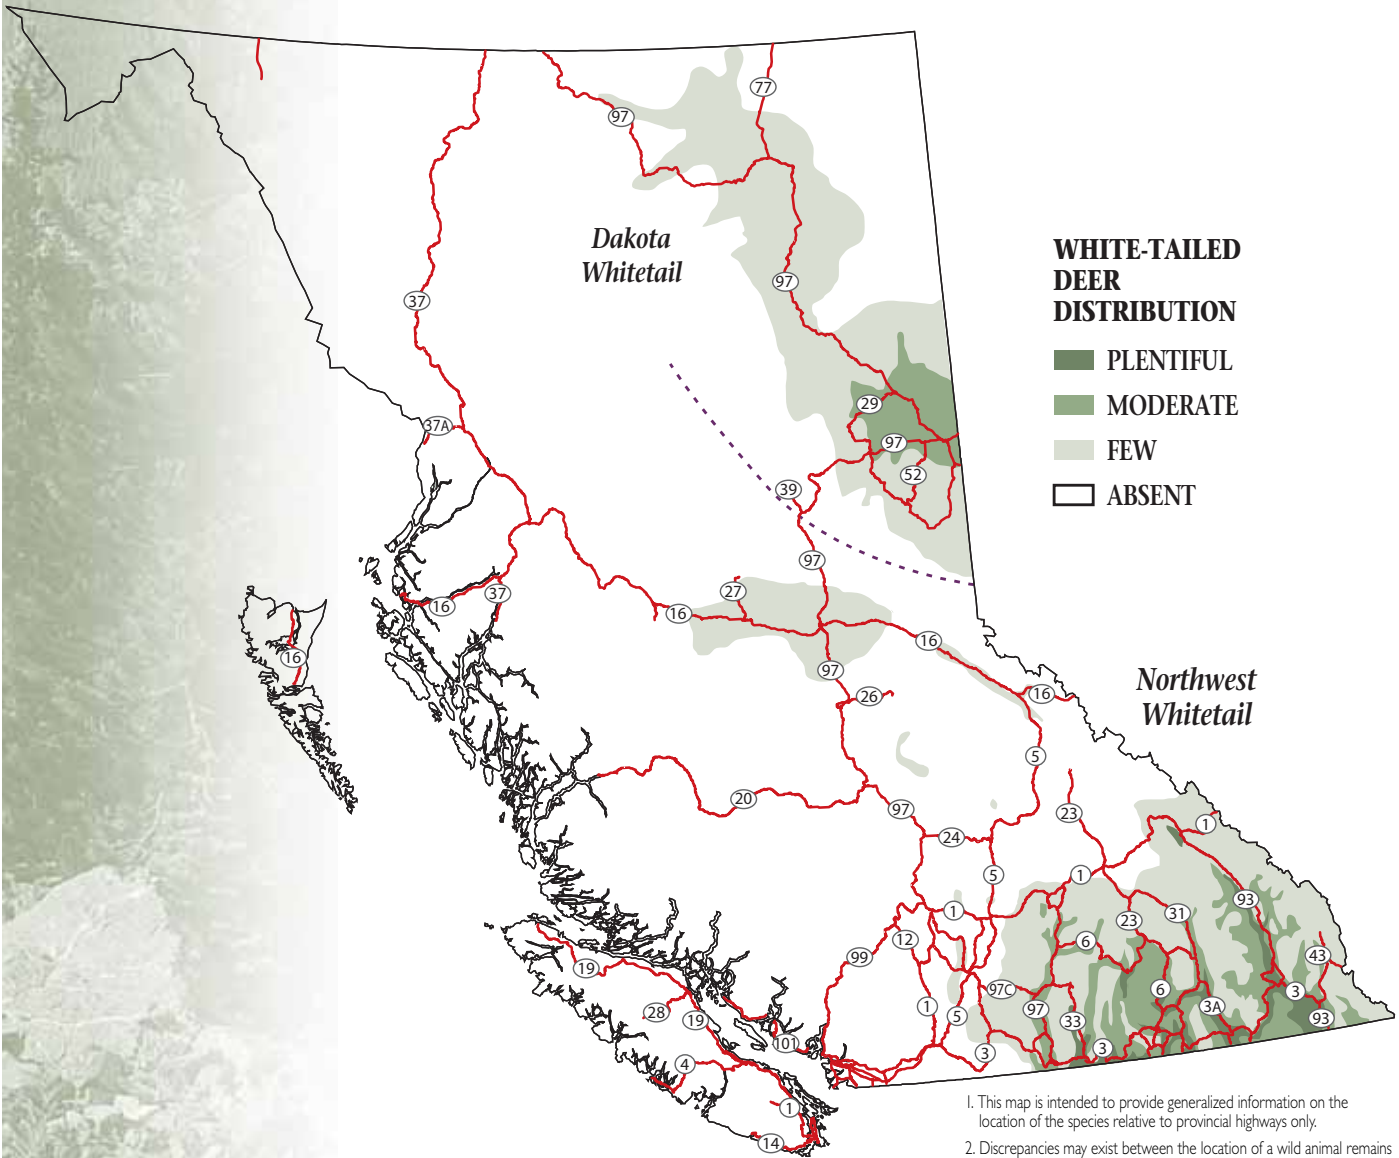 77
97
Dakota
Whitetail
WHITE-TAILED
DEER
DISTRIBUTION
PLENTIFUL
MODERATE
FEW
ABSENT
97
37
29
37A
97
52
39
97
27
37
16
16
16
16
97
26
16
Northwest
Whitetail
5
20
97
23
1
24
5
1
93
1
31
23
12
6
99
43
19
97C
6
3
1
5
97
3A
28
19
33
93
101
3
3
4
1
14
1. This map is intended to provide generalized information on the
location of the species relative to provincial highways only.
2. Discrepancies may exist between the location of a wild animal remains